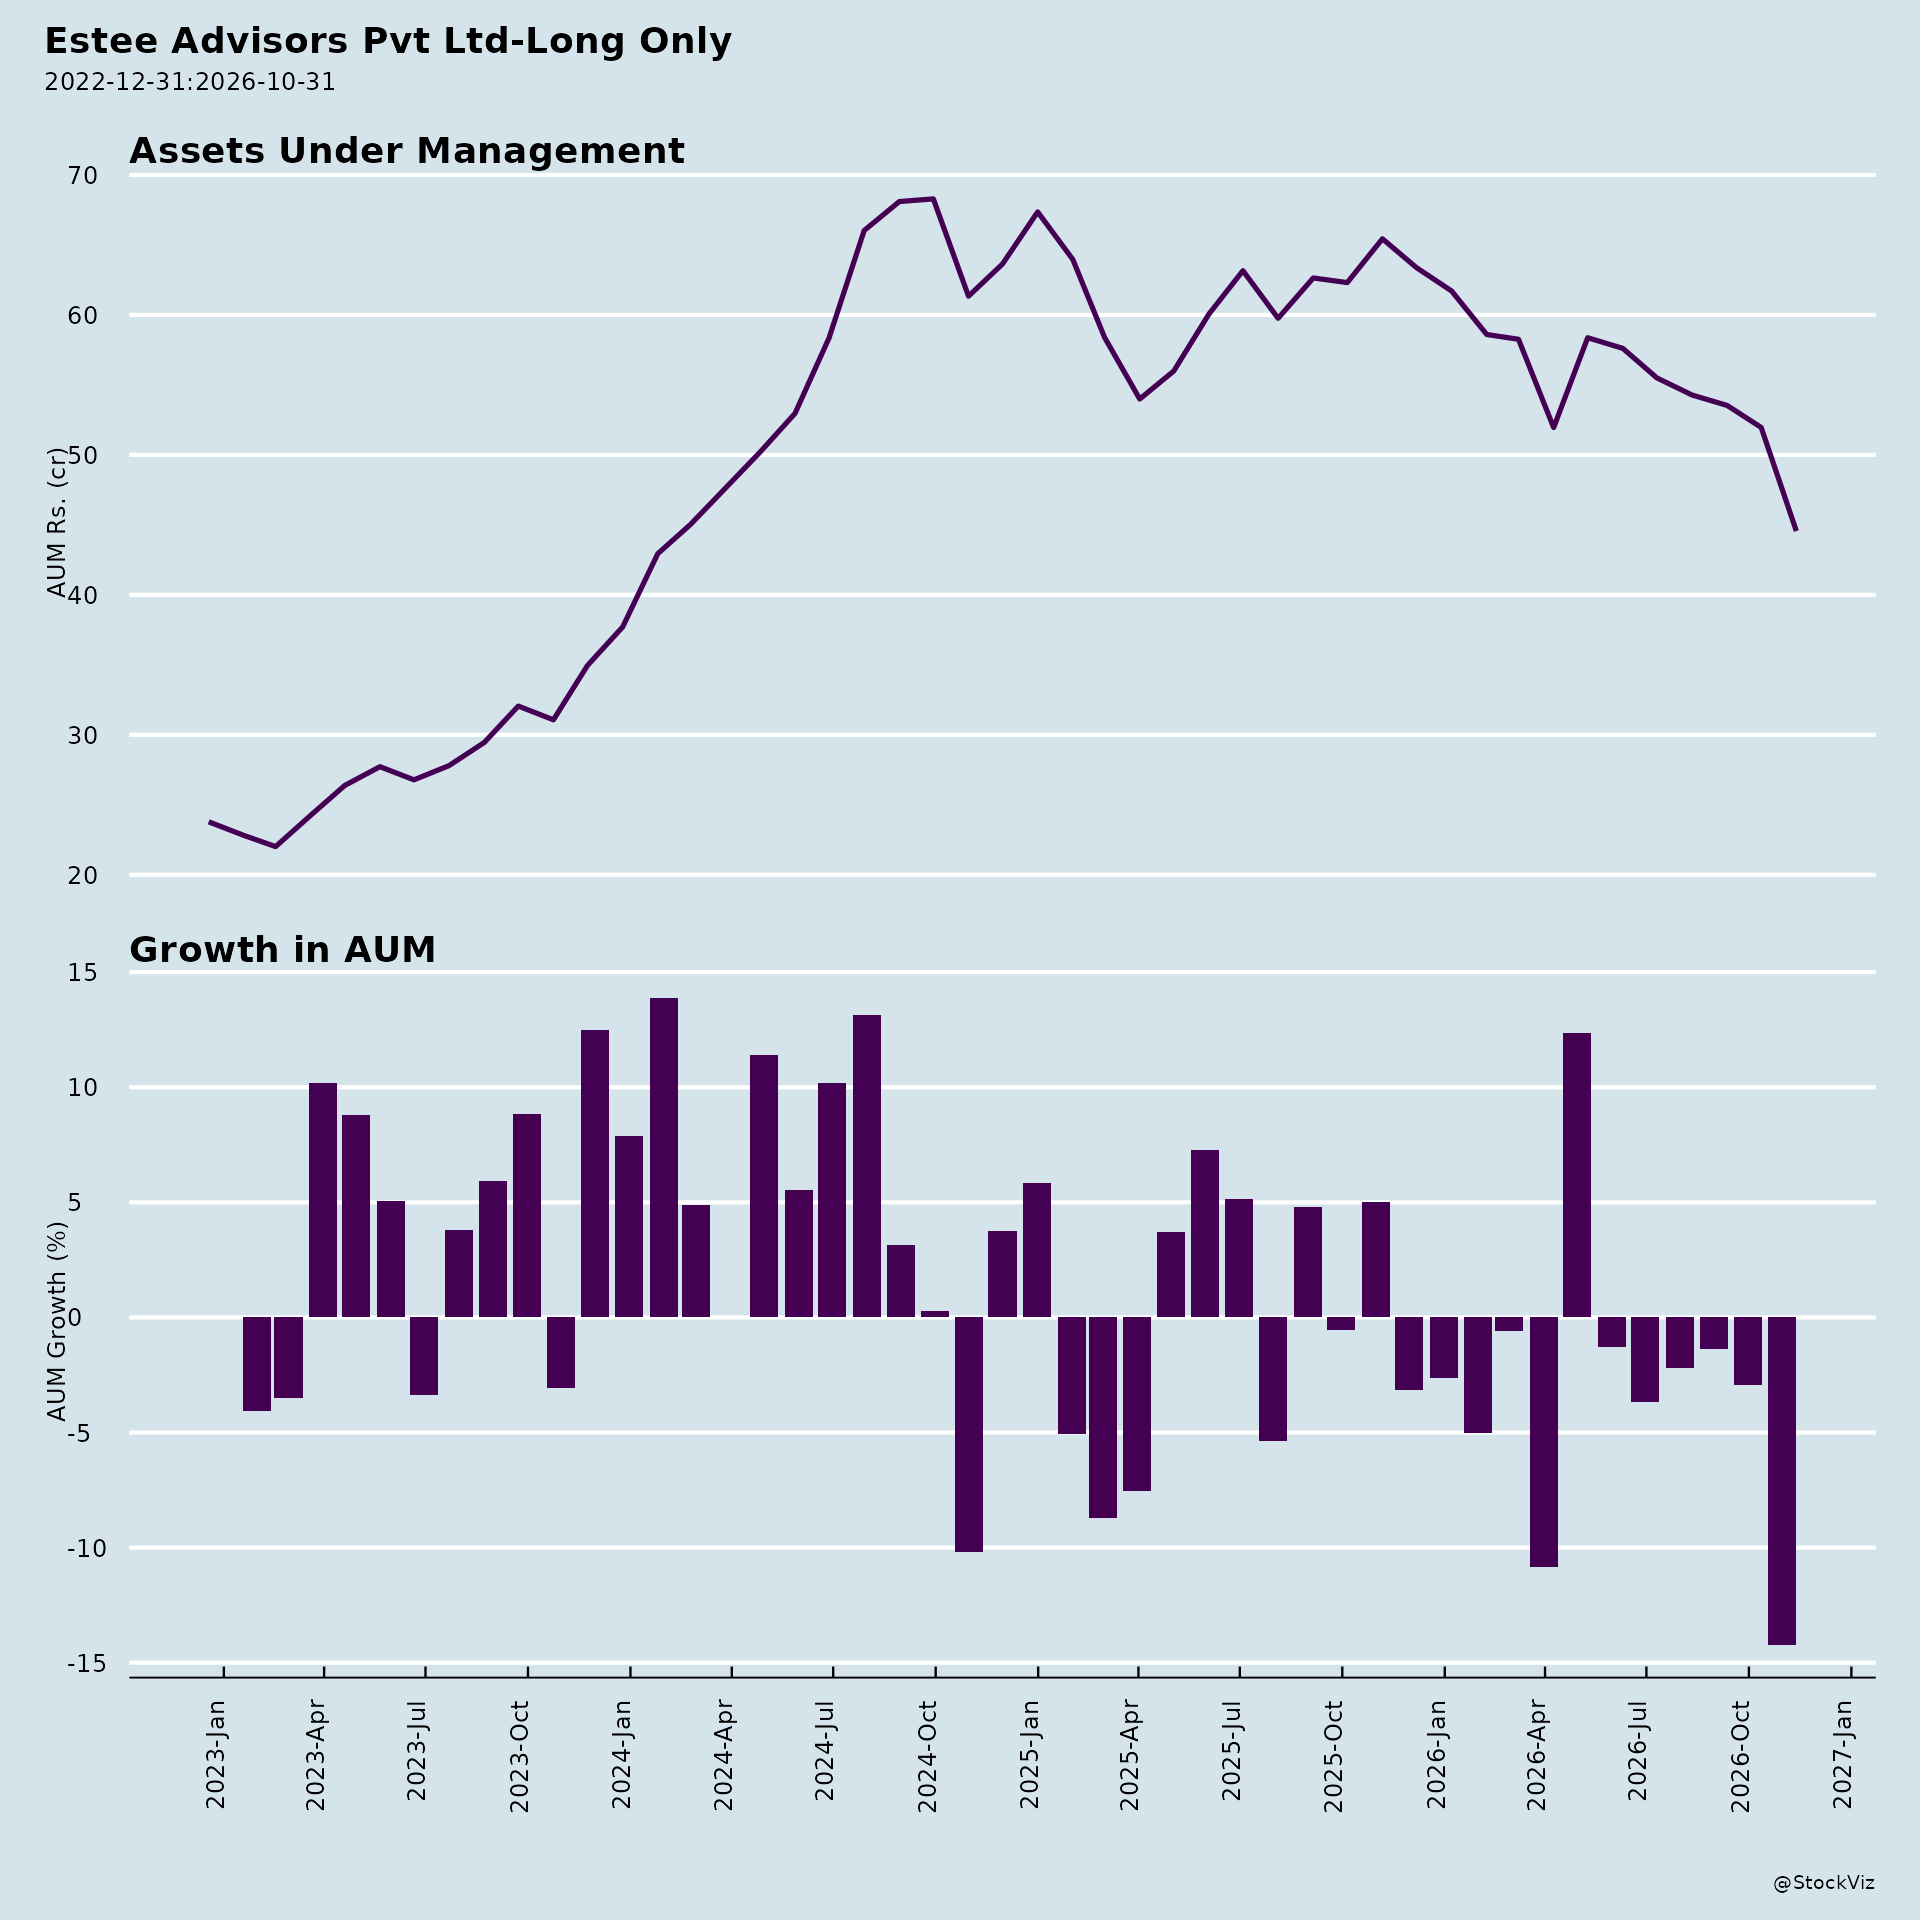 Estee Advisors Pvt Ltd-Long Only
2022-12-31:2026-10-31
Assets Under Management
70
60
50
40
30
20
AUM Rs. (cr)
Growth in AUM
15
10
5
0
-5
-10
-15
AUM Growth (%)
2023-Jan
2023-Apr
2023-Jul
2023-Oct
2024-Jan
2024-Apr
2024-Jul
2024-Oct
2025-Jan
2025-Apr
2025-Jul
2025-Oct
2026-Jan
2026-Apr
2026-Jul
2026-Oct
2027-Jan
@StockViz